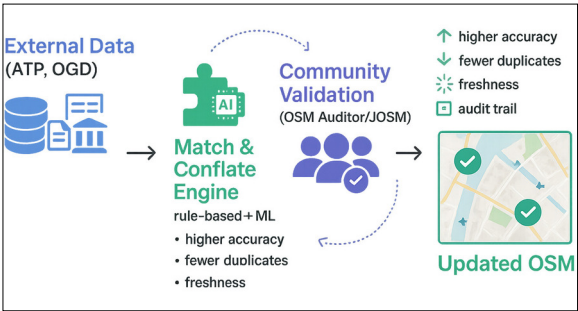 External Data
(ATP, OGD)
AI
Match &
Conflate
Engine
rule-based + ML
• higher accuracy
• fewer duplicates
• freshness
Community
Validation
(OSM Auditor/JOSM)
↑ higher accuracy
↓ fewer duplicates
freshness
audit trail
Updated OSM